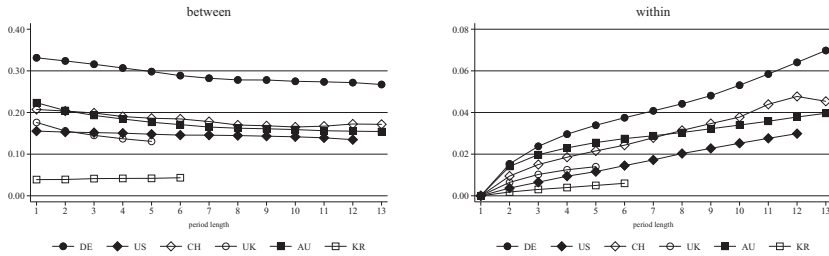 between
0.40
0.30
0.20
0.10
0.00
1 2 3 4 5 6 7 8 9 10 11 12 13
period length
DE US CH UK AU KR
within
0.08
0.06
0.04
0.02
0.00
1 2 3 4 5 6 7 8 9 10 11 12 13
period length
DE US CH UK AU KR